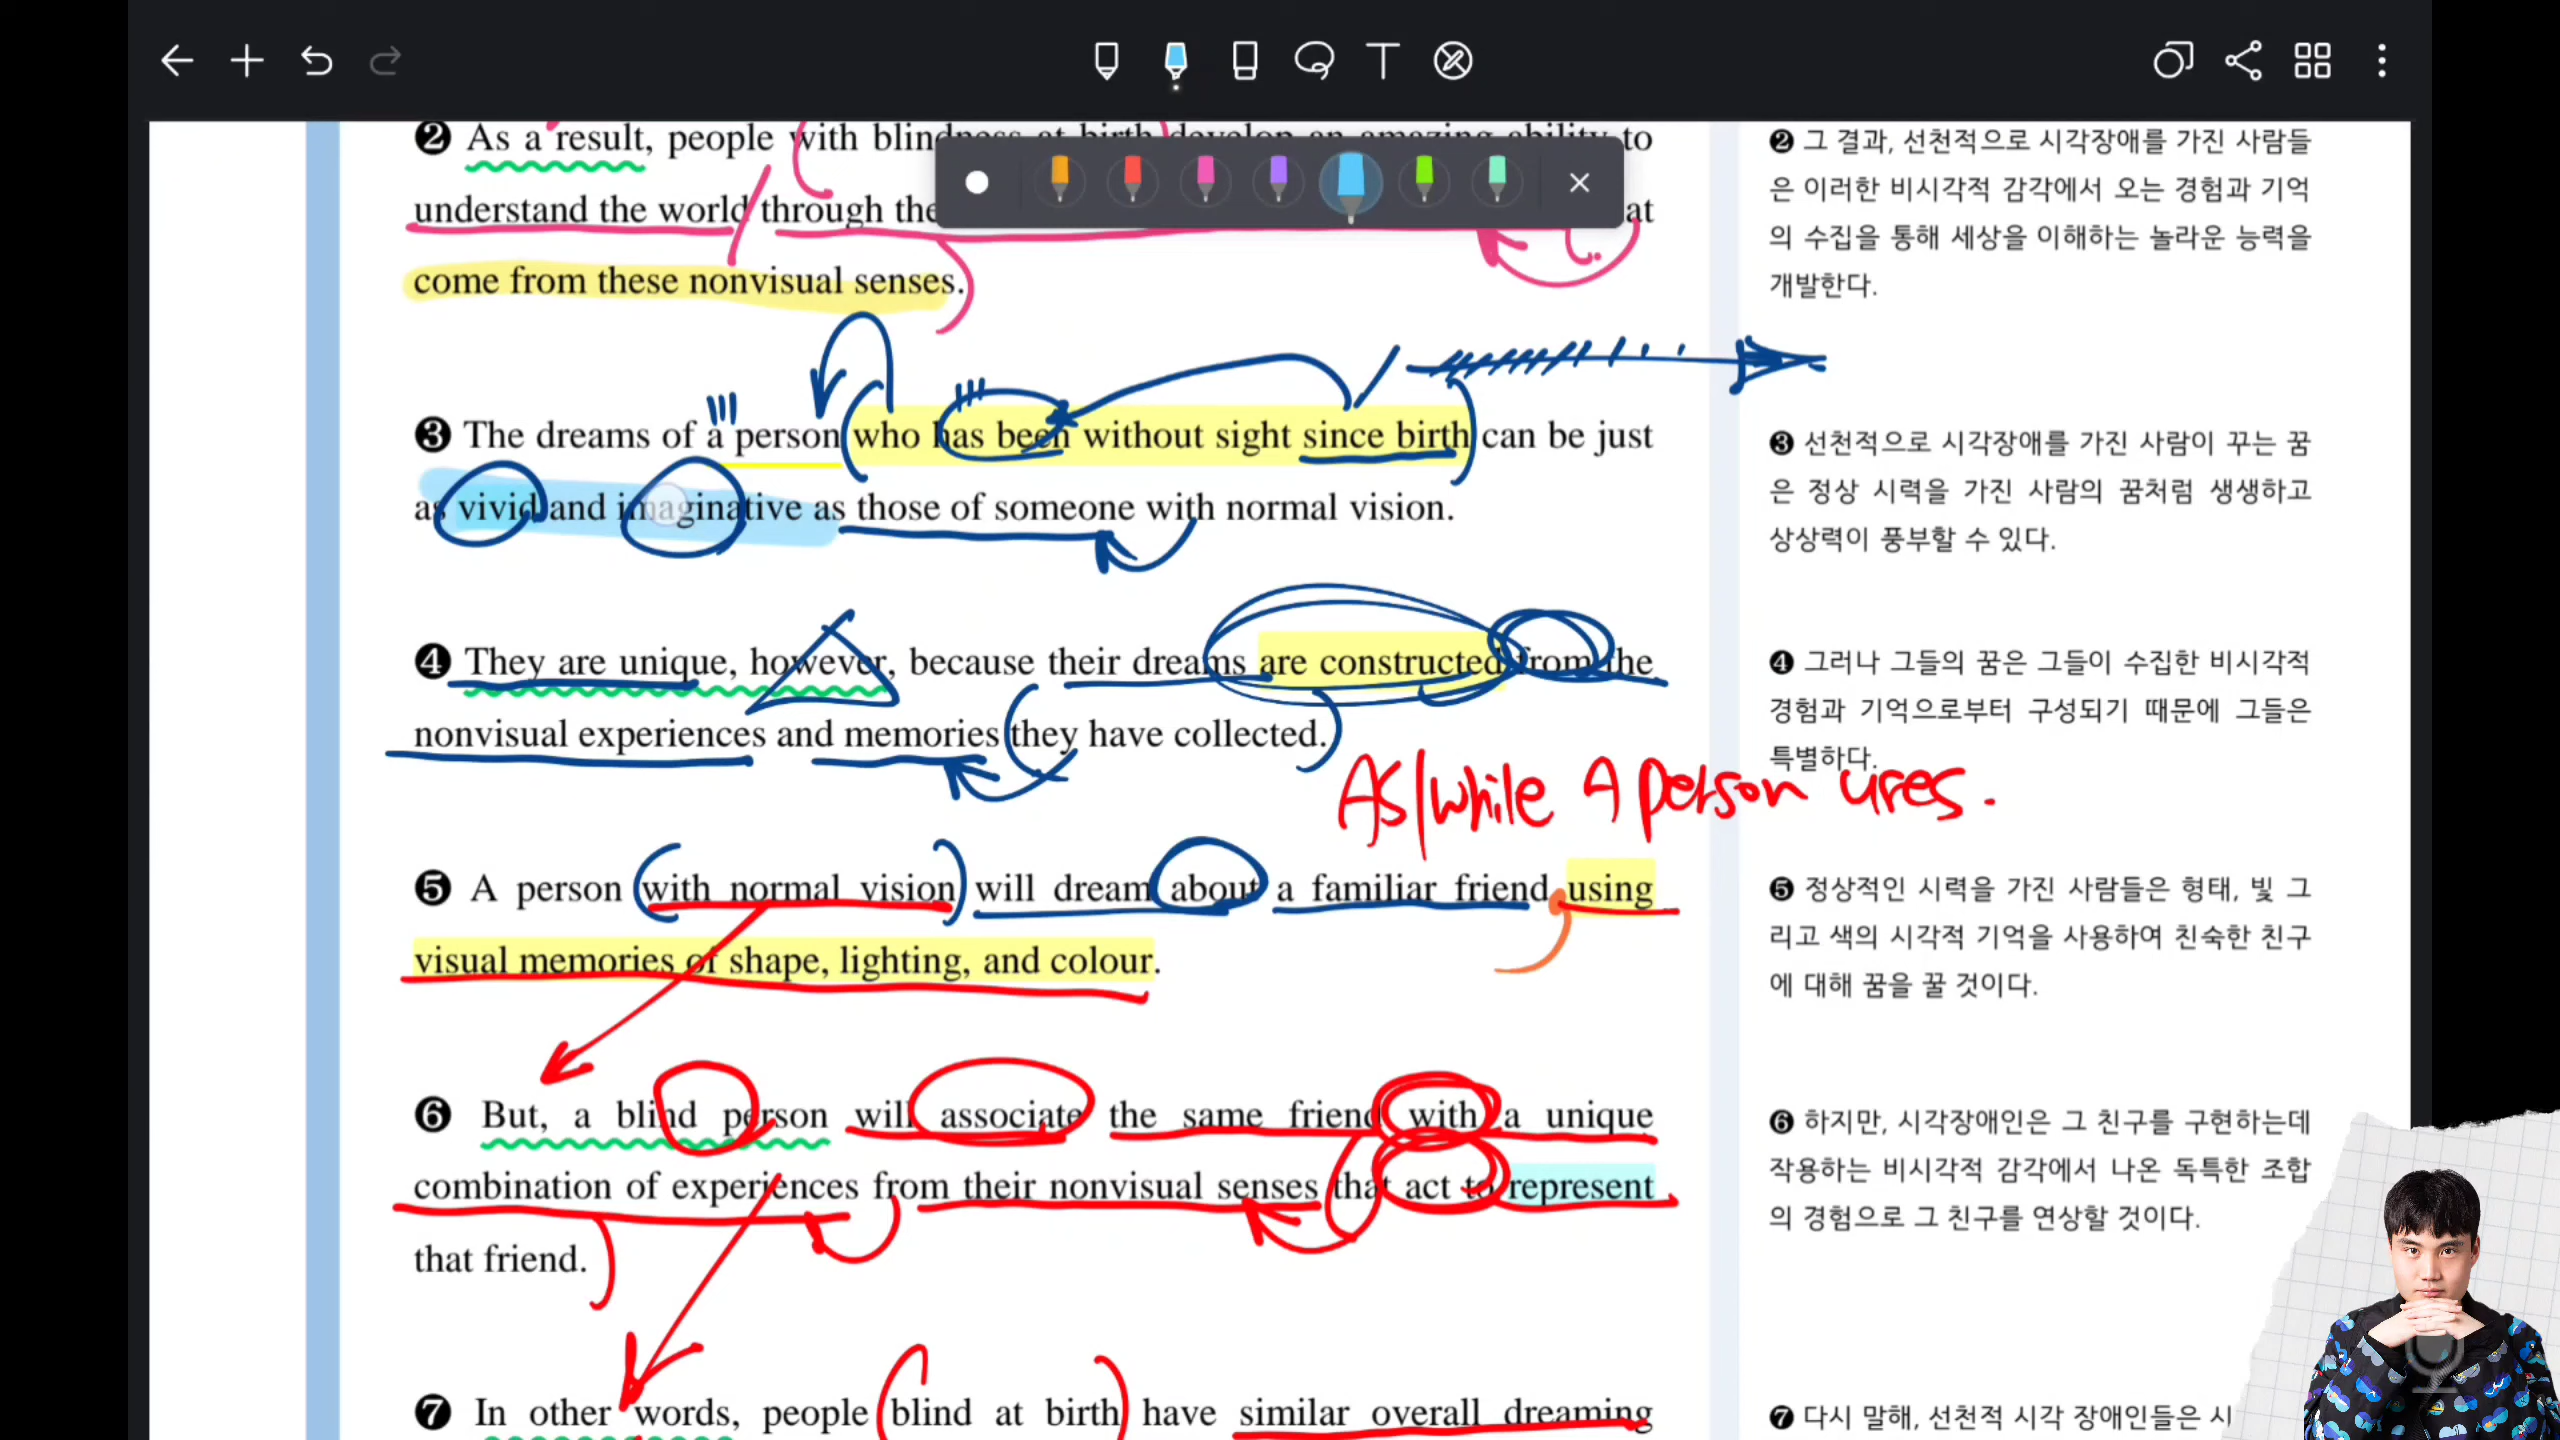 ❷ As a result, people with blindness at birth develop an amazing ability to
understand the world through the
at
come from these nonvisual senses.
❸ The dreams of a person who has been without sight since birth can be just
as vivid and imaginative as those of someone with normal vision.
❹ They are unique, however, because their dreams are constructed from the
nonvisual experiences and memories they have collected.
As/while A person uses.
❺ A person with normal vision will dream about a familiar friend using
visual memories of shape, lighting, and colour.
❻ But, a blind person will associate the same friend with a unique
combination of experiences from their nonvisual senses that act to represent
that friend.
❼ In other words, people blind at birth have similar overall dreaming
❷ 그 결과, 선천적으로 시각장애를 가진 사람들
은 이러한 비시각적 감각에서 오는 경험과 기억
의 수집을 통해 세상을 이해하는 놀라운 능력을
개발한다.
❸ 선천적으로 시각장애를 가진 사람이 꾸는 꿈
은 정상 시력을 가진 사람의 꿈처럼 생생하고
상상력이 풍부할 수 있다.
❹ 그러나 그들의 꿈은 그들이 수집한 비시각적
경험과 기억으로부터 구성되기 때문에 그들은
특별하다.
❺ 정상적인 시력을 가진 사람들은 형태, 빛 그
리고 색의 시각적 기억을 사용하여 친숙한 친구
에 대해 꿈을 꿀 것이다.
❻ 하지만, 시각장애인은 그 친구를 구현하는데
작용하는 비시각적 감각에서 나온 독특한 조합
의 경험으로 그 친구를 연상할 것이다.
❼ 다시 말해, 선천적 시각 장애인들은 시